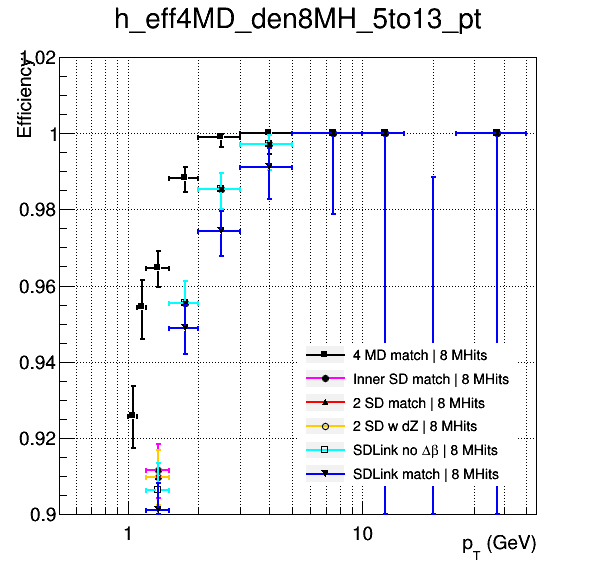 h_eff4MD_den8MH_5to13_pt
Efficiency
1.02
1
0.98
0.96
0.94
0.92
0.9
4 MD match | 8 MHits
Inner SD match | 8 MHits
2 SD match | 8 MHits
2 SD w dZ | 8 MHits
SDLink no Δβ | 8 MHits
SDLink match | 8 MHits
1
10
p_T (GeV)